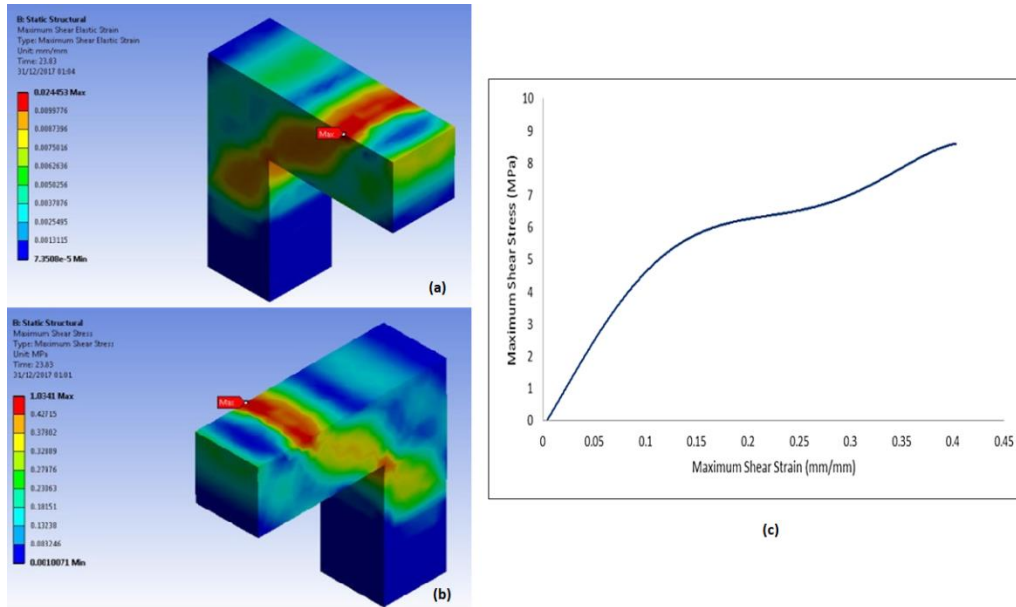 B: Static Structural
Maximum Shear Elastic Strain
Type: Maximum Shear Elastic Strain
Unit: mm/mm
Time: 23.83
31/12/2017 01:04
0.024453 Max
0.0099776
0.0087396
0.0075016
0.0062636
0.0050256
0.0037876
0.0025495
0.0013115
7.3508e-5 Min
Max
(a)
B: Static Structural
Maximum Shear Stress
Type: Maximum Shear Stress
Unit: MPa
Time: 23.83
31/12/2017 01:01
1.0341 Max
0.42715
0.37802
0.32889
0.27976
0.23063
0.18151
0.13238
0.083246
0.0010071 Min
Max
(b)
Maximum Shear Stress (MPa)
10
9
8
7
6
5
4
3
2
1
0
0 0.05 0.1 0.15 0.2 0.25 0.3 0.35 0.4 0.45
Maximum Shear Strain (mm/mm)
(c)